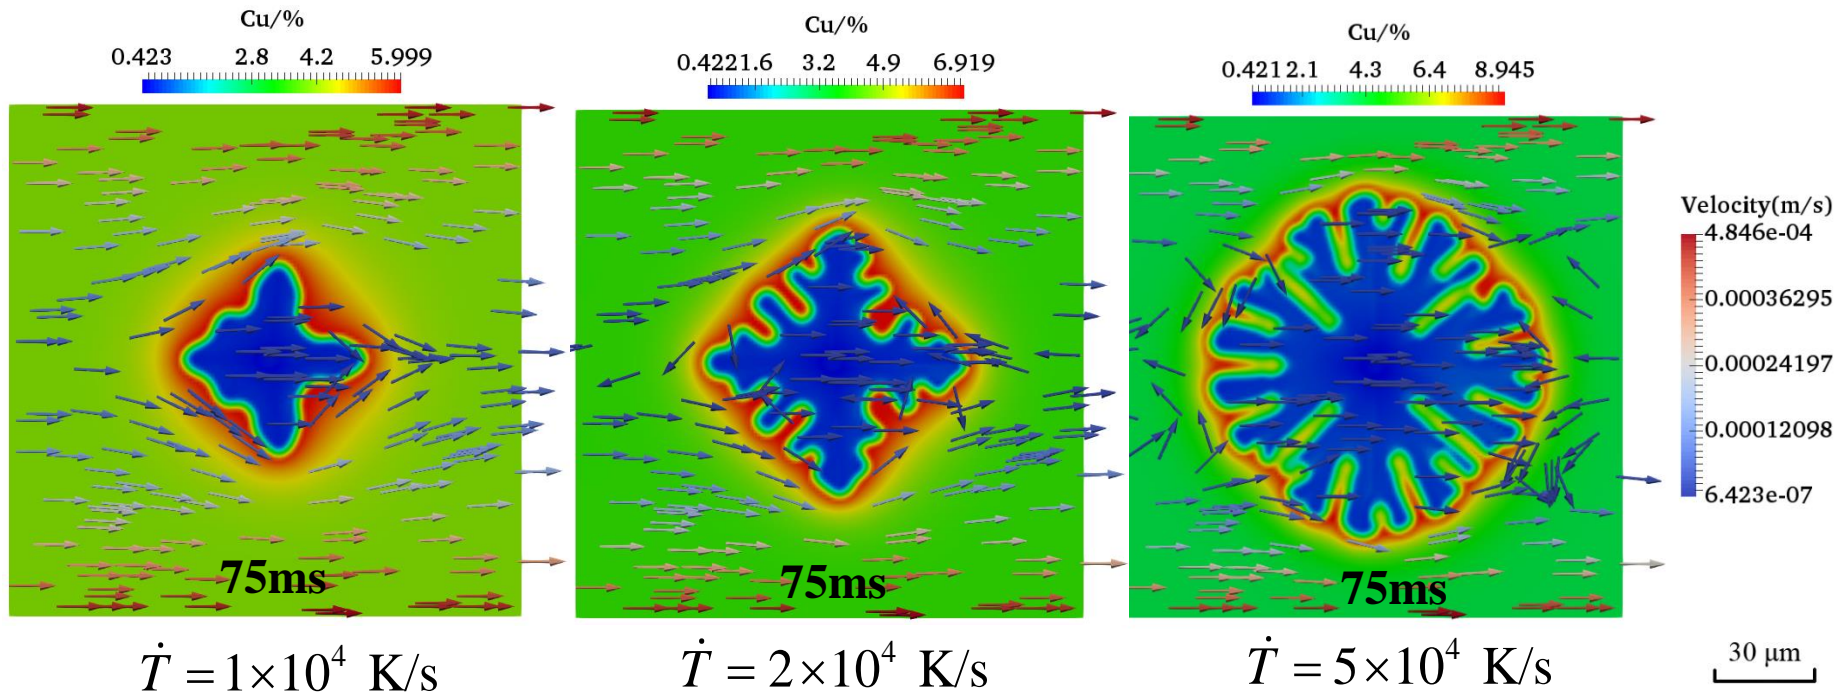 Cu/%
0.423 2.8 4.2 5.999
Cu/%
0.4221.6 3.2 4.9 6.919
Cu/%
0.421 2.1 4.3 6.4 8.945
Velocity(m/s)
4.846e-04
0.00036295
0.00024197
0.00012098
6.423e-07
75ms
75ms
75ms
Ṫ = 1×10⁴ K/s
Ṫ = 2×10⁴ K/s
Ṫ = 5×10⁴ K/s
30 μm